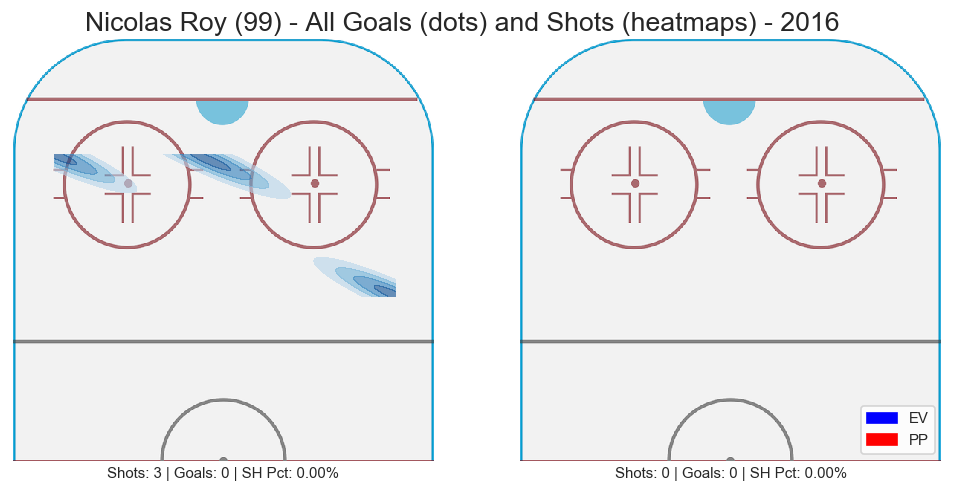 Nicolas Roy (99) - All Goals (dots) and Shots (heatmaps) - 2016
EV
PP
Shots: 3 | Goals: 0 | SH Pct: 0.00%
Shots: 0 | Goals: 0 | SH Pct: 0.00%